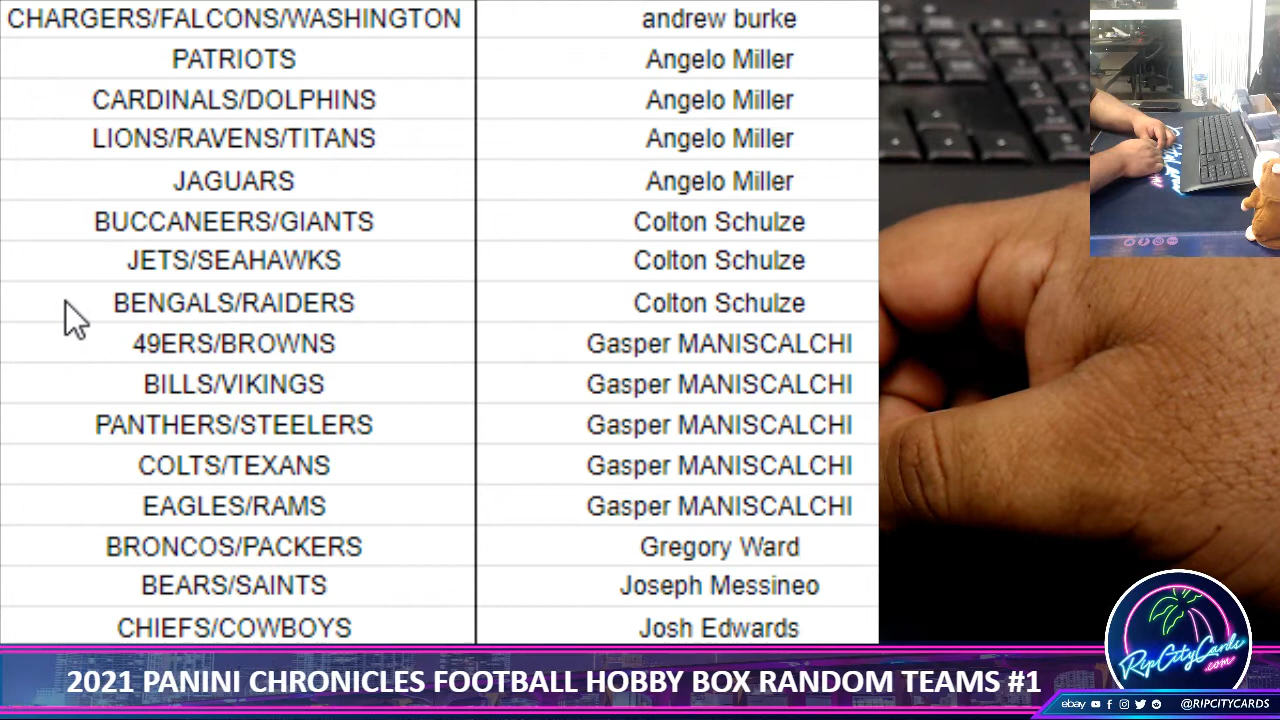 CHARGERS/FALCONS/WASHINGTON andrew burke
PATRIOTS Angelo Miller
CARDINALS/DOLPHINS Angelo Miller
LIONS/RAVENS/TITANS Angelo Miller
JAGUARS Angelo Miller
BUCCANEERS/GIANTS Colton Schulze
JETS/SEAHAWKS Colton Schulze
BENGALS/RAIDERS Colton Schulze
49ERS/BROWNS Gasper MANISCALCHI
BILLS/VIKINGS Gasper MANISCALCHI
PANTHERS/STEELERS Gasper MANISCALCHI
COLTS/TEXANS Gasper MANISCALCHI
EAGLES/RAMS Gasper MANISCALCHI
BRONCOS/PACKERS Gregory Ward
BEARS/SAINTS Joseph Messineo
CHIEFS/COWBOYS Josh Edwards
RipCityCards
.com
2021 PANINI CHRONICLES FOOTBALL HOBBY BOX RANDOM TEAMS #1
ebay @RIPCITYCARDS